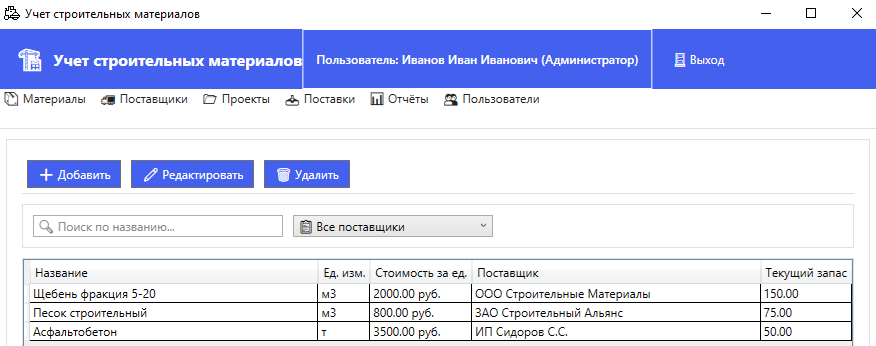 Учет строительных материалов
Учет строительных материалов Пользователь: Иванов Иван Иванович (Администратор) Выход
Материалы Поставщики Проекты Поставки Отчёты Пользователи
Добавить Редактировать Удалить
Поиск по названию... Все поставщики
Название Ед. изм. Стоимость за ед. Поставщик Текущий запас
Щебень фракция 5-20 м3 2000.00 руб. ООО Строительные Материалы 150.00
Песок строительный м3 800.00 руб. ЗАО Строительный Альянс 75.00
Асфальтобетон т 3500.00 руб. ИП Сидоров С.С. 50.00